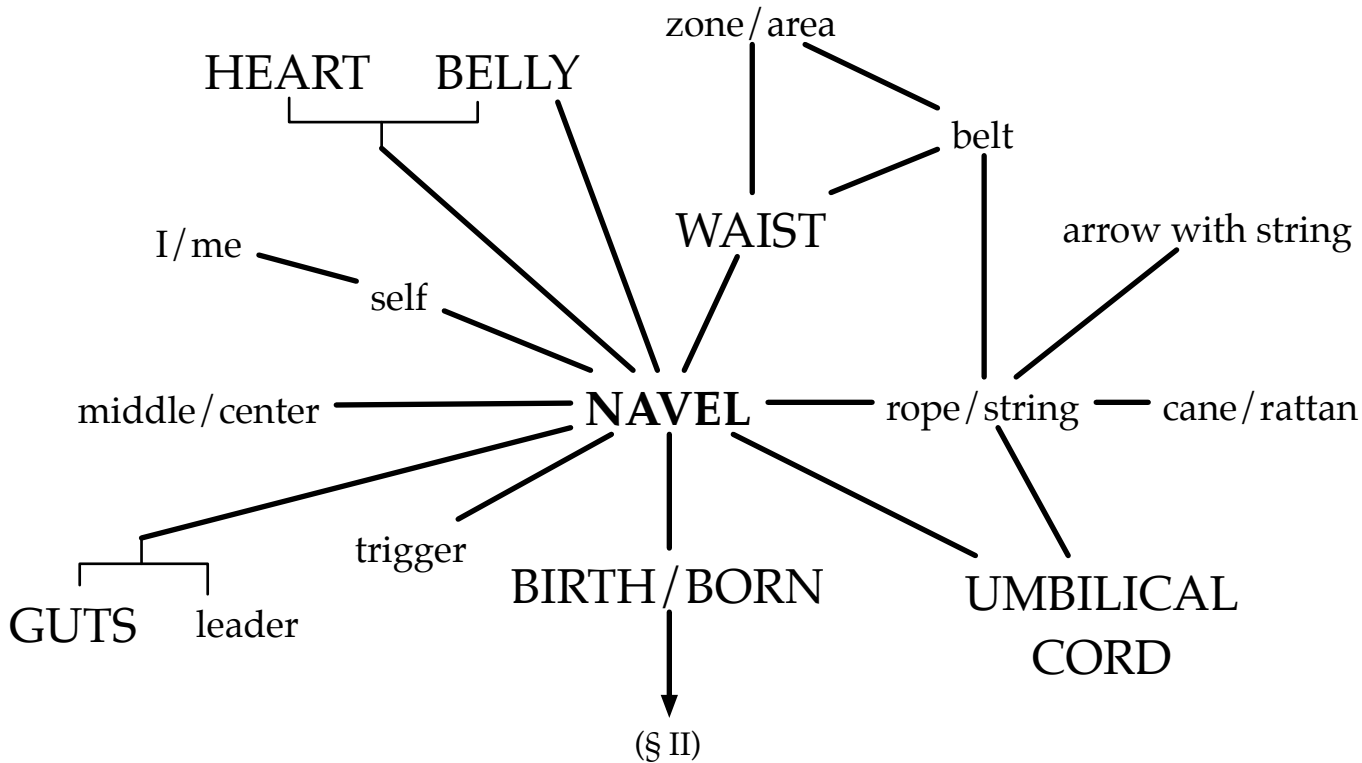 zone/area
HEART BELLY
belt
WAIST
arrow with string
I/me
self
middle/center
NAVEL
rope/string
cane/rattan
trigger
BIRTH/BORN
UMBILICAL
CORD
GUTS
leader
(§ II)